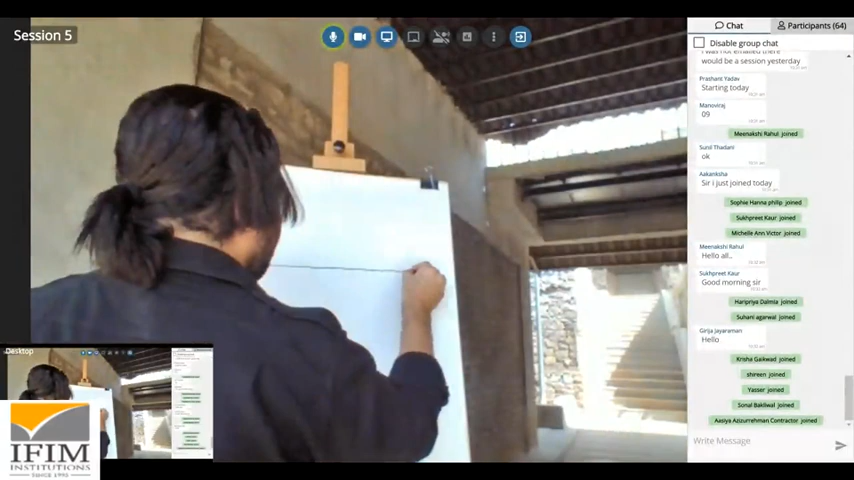 Session 5
Chat
Participants (64)
Disable group chat
would be a session yesterday
Prashant Yadav
Starting today
Manoviraj
09
Meenakshi Rahul joined
Sunil Thadani
ok
Aakanksha
Sir i just joined today
Sophie Hanna philip joined
Sukhpreet Kaur joined
Michelle Ann Victor joined
Meenakshi Rahul
Hello all..
Sukhpreet Kaur
Good morning sir
Haripriya Dalmia joined
Suhani agarwal joined
Girija Jayaraman
Hello
Krisha Gaikwad joined
shireen joined
Yasser joined
Sonal Bakliwal joined
Aasiya Azizurrehman Contractor joined
Write Message
Desktop
IFIM
INSTITUTIONS
SINCE 1995